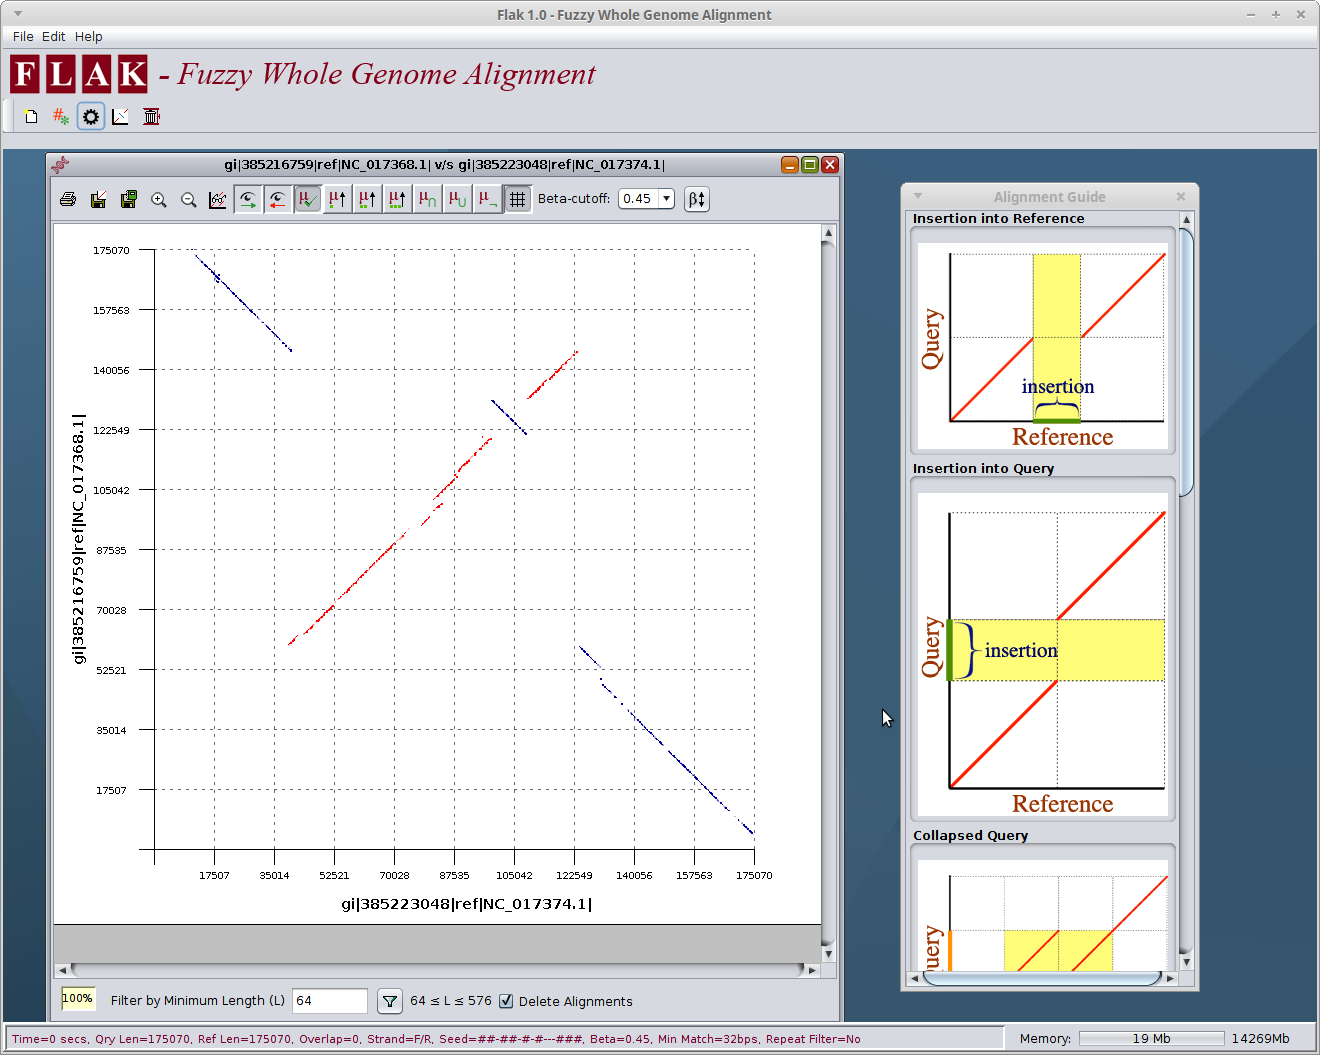 Flak 1.0 - Fuzzy Whole Genome Alignment
File Edit Help
FLAK - Fuzzy Whole Genome Alignment
gi|385216759|ref|NC_017368.1| v/s gi|385223048|ref|NC_017374.1|
Beta-cutoff: 0.45 β
175070
157563
140056
122549
105042
87535
70028
52521
35014
17507
gi|385216759|ref|NC_017368.1|
17507 35014 52521 70028 87535 105042 122549 140056 157563 175070
gi|385223048|ref|NC_017374.1|
100% Filter by Minimum Length (L) 64 64 ≤ L ≤ 576 Delete Alignments
Alignment Guide
Insertion into Reference
Query
insertion
Reference
Insertion into Query
Query
insertion
Reference
Collapsed Query
Query
Time=0 secs, Qry Len=175070, Ref Len=175070, Overlap=0, Strand=F/R, Seed=##-##-#-#---###, Beta=0.45, Min Match=32bps, Repeat Filter=No
Memory: 19 Mb 14269Mb